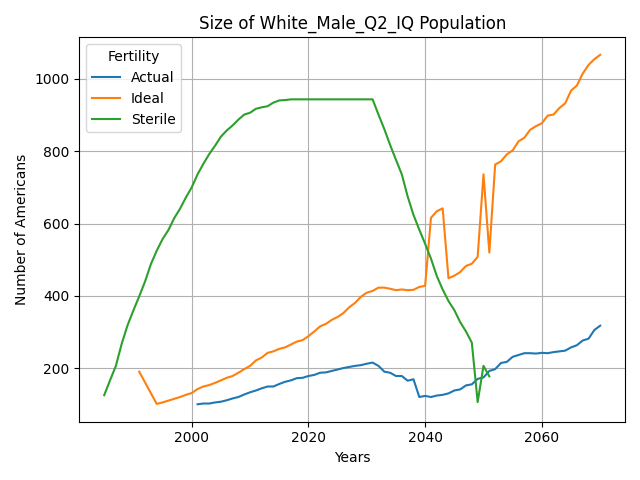 Size of White_Male_Q2_IQ Population
Fertility
Actual
Ideal
Sterile
Number of Americans
1000
800
600
400
200
2000
2020
2040
2060
Years